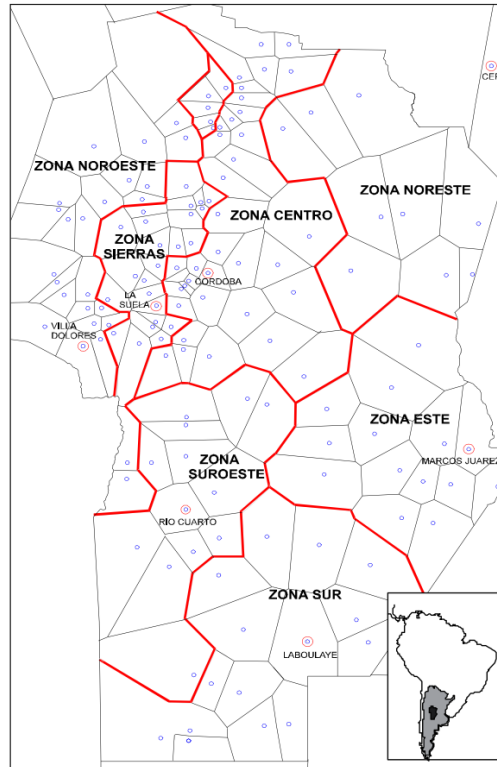 CER
ZONA NOROESTE
ZONA NORESTE
ZONA CENTRO
ZONA
SIERRAS
CORDOBA
LA
SUELA
VILLA
DOLORES
ZONA ESTE
ZONA
SUROESTE
MARCOS JUAREZ
RIO CUARTO
ZONA SUR
LABOULAYE